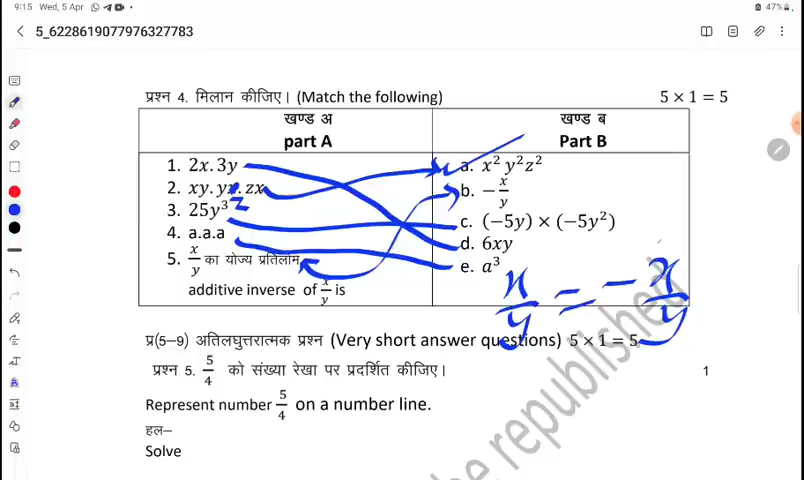 9:15 Wed, 5 Apr
47%
5_6228619077976327783
प्रश्न 4. मिलान कीजिए। (Match the following) 5 × 1 = 5
खण्ड अ खण्ड ब
part A Part B
1. 2x. 3y a. x² y²z²
2. xy. yz. zx b. −x/y
3. 25y³ c. (−5y) × (−5y²)
4. a.a.a d. 6xy
5. x/y का योज्य प्रतिलोम e. a³
additive inverse of x/y is
x/y = − x/y
प्र(5−9) अतिलघुत्तरात्मक प्रश्न (Very short answer questions) 5 × 1 = 5
प्रश्न 5. 5/4 को संख्या रेखा पर प्रदर्शित कीजिए। 1
Represent number 5/4 on a number line.
हल−
Solve
the republished